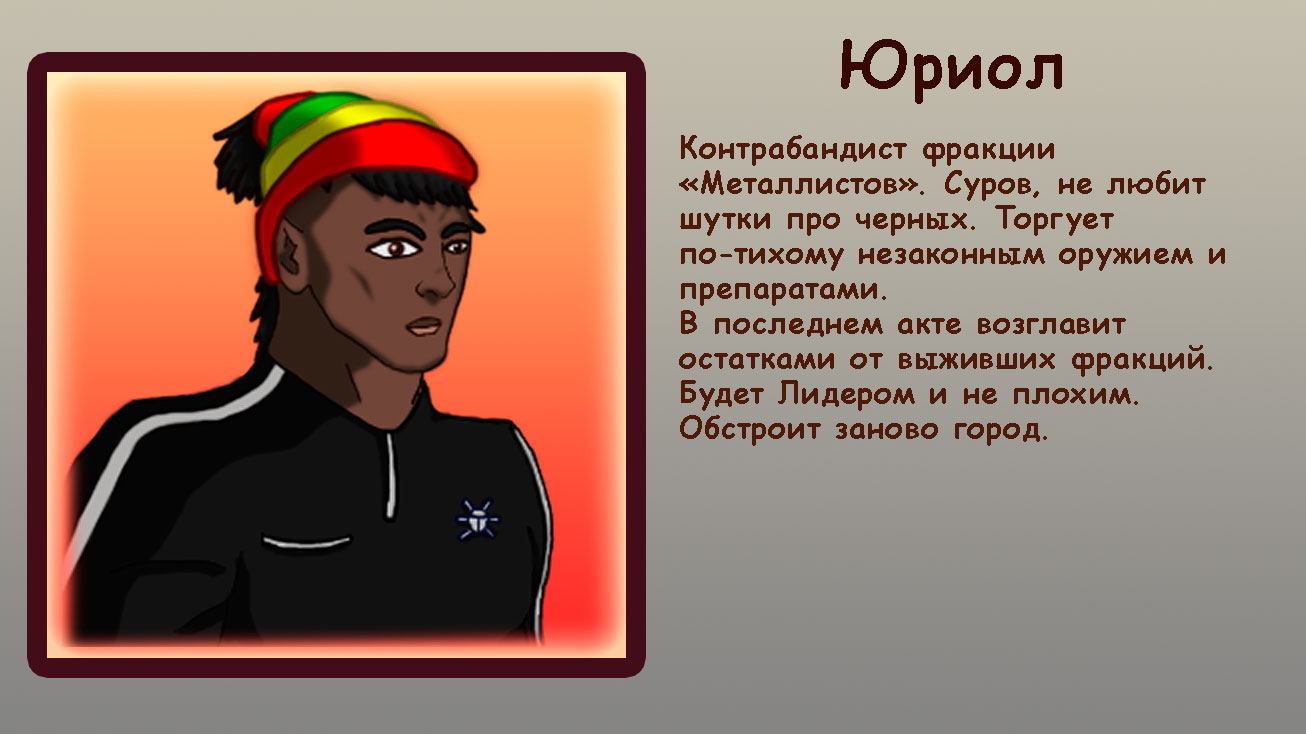 Юриол
Контрабандист фракции
«Металлистов». Суров, не любит
шутки про черных. Торгует
по-тихому незаконным оружием и
препаратами.
В последнем акте возглавит
остатками от выживших фракций.
Будет Лидером и не плохим.
Обстроит заново город.